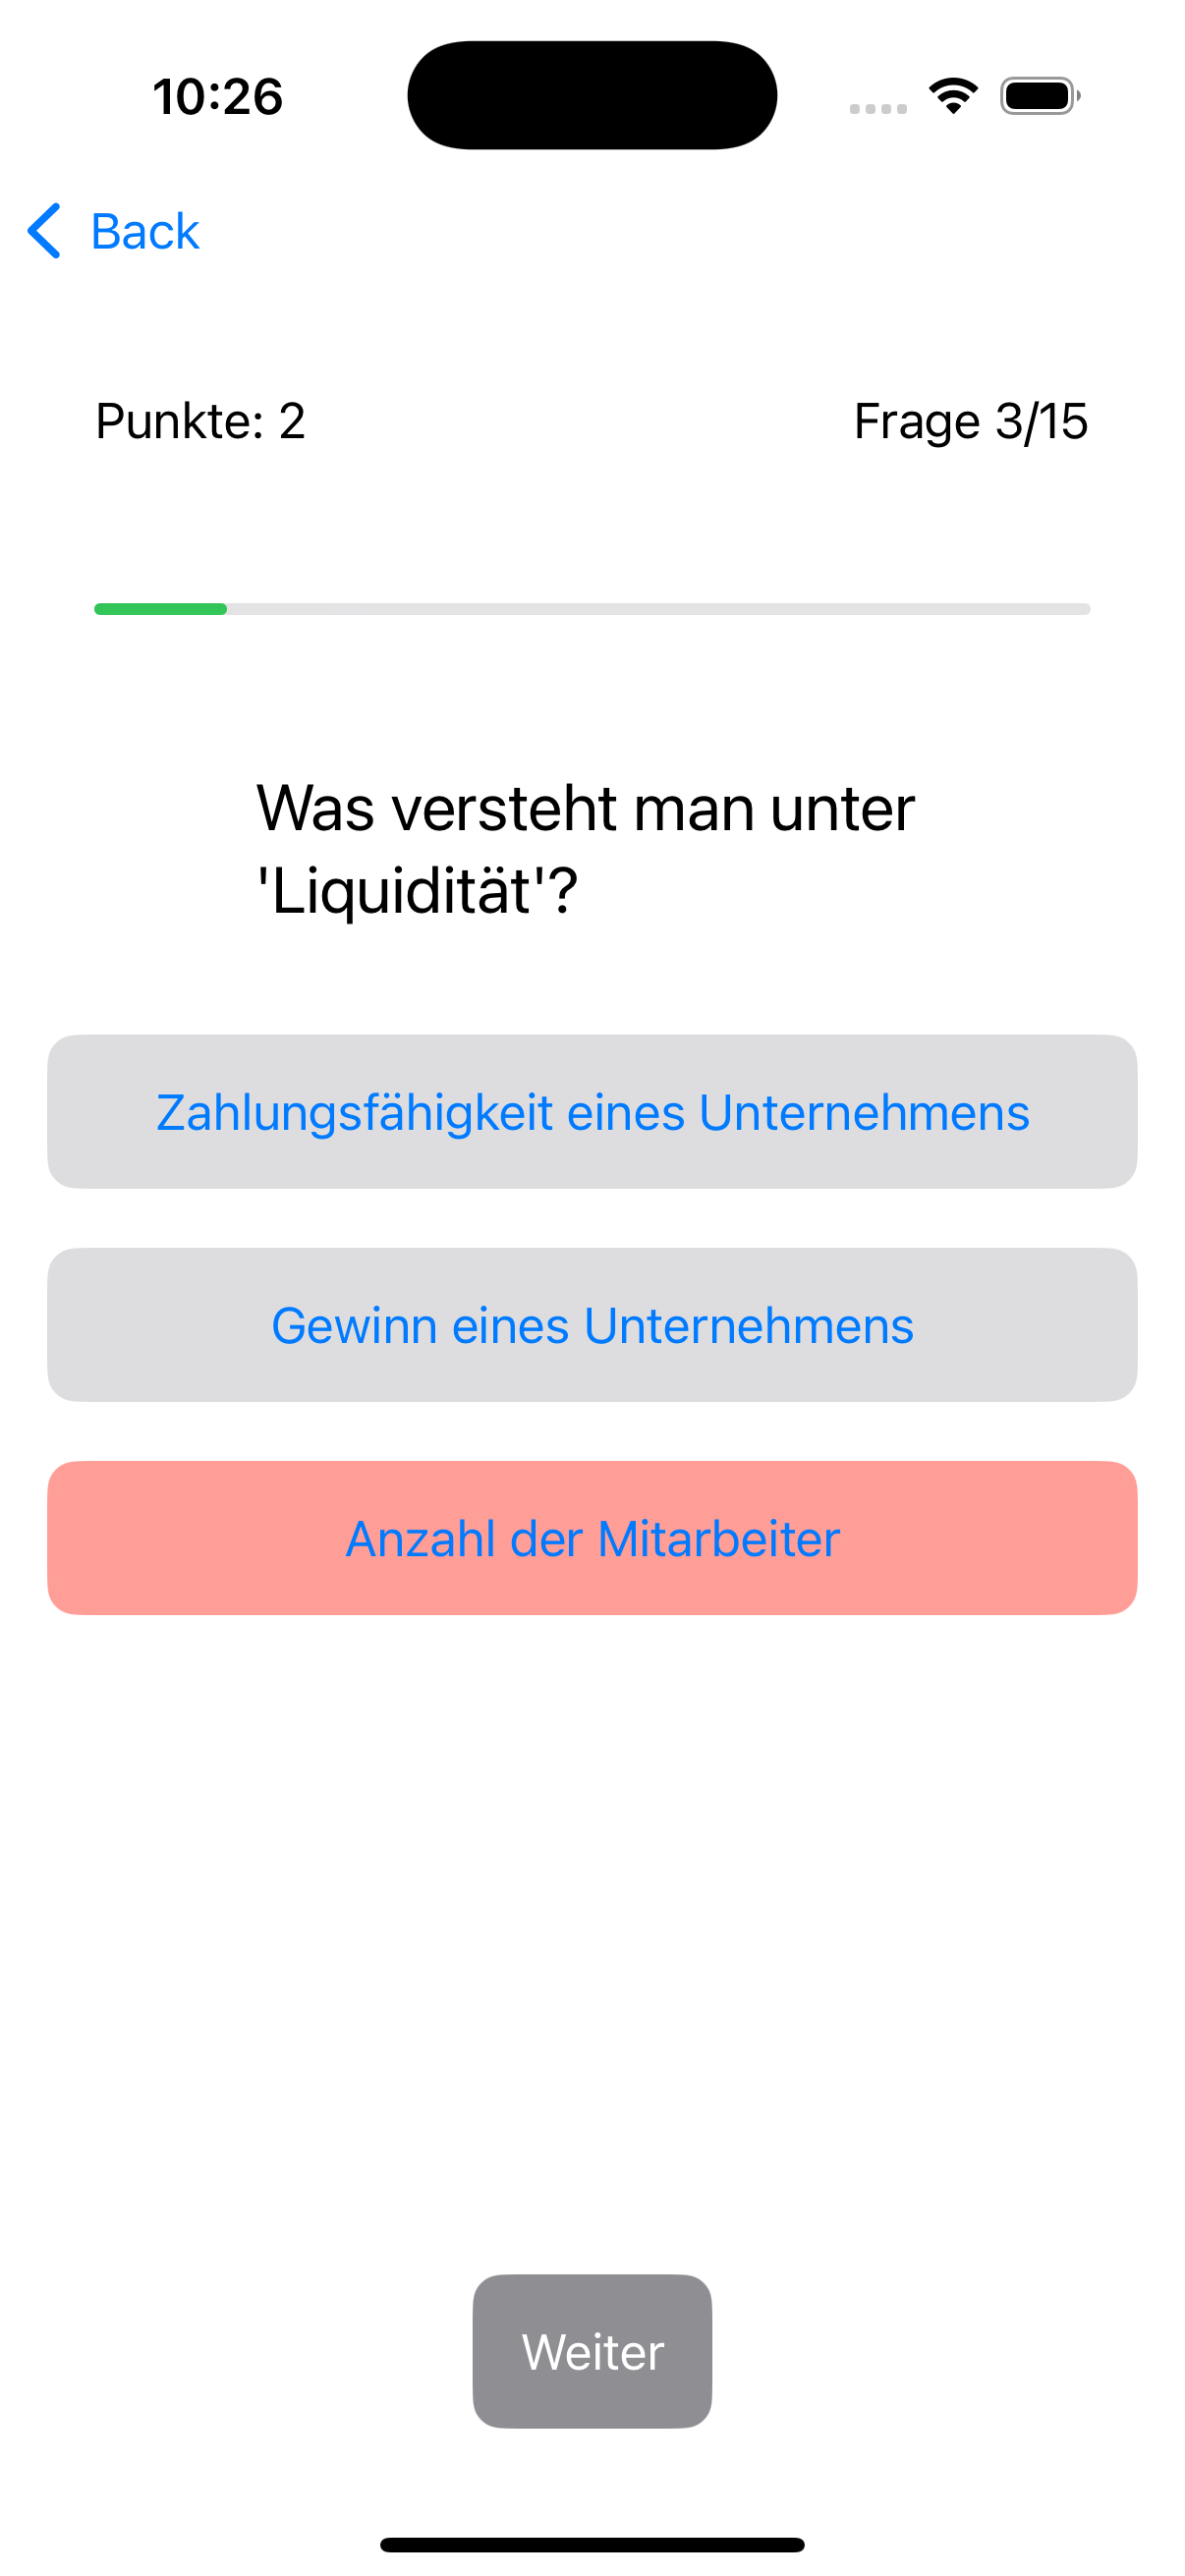 10:26
Back
Punkte: 2
Frage 3/15
Was versteht man unter
'Liquidität'?
Zahlungsfähigkeit eines Unternehmens
Gewinn eines Unternehmens
Anzahl der Mitarbeiter
Weiter